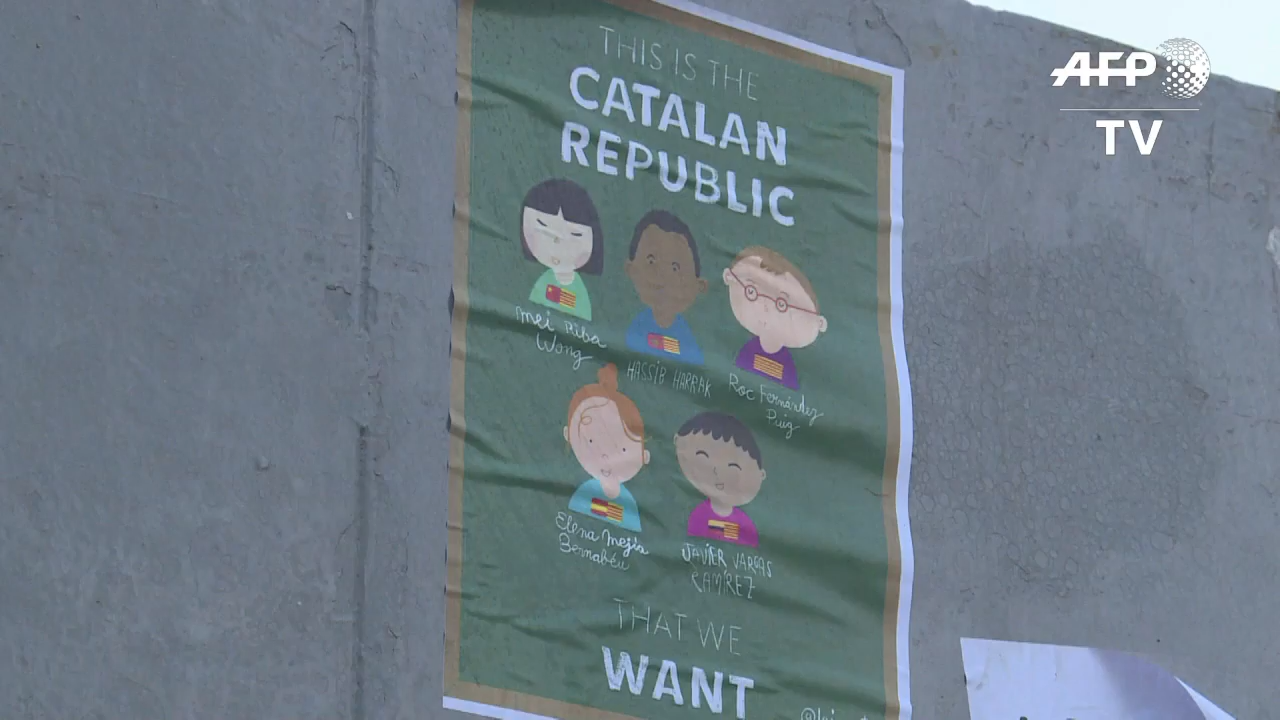 AFP
TV
THIS IS THE
CATALAN
REPUBLIC
mei Riba
Wong
HASSIB HARRAK
Roc Fernández
Puig
Elena Mejía
Bernabéu
JAVIER VARGAS
RAMÍREZ
THAT WE
WANT